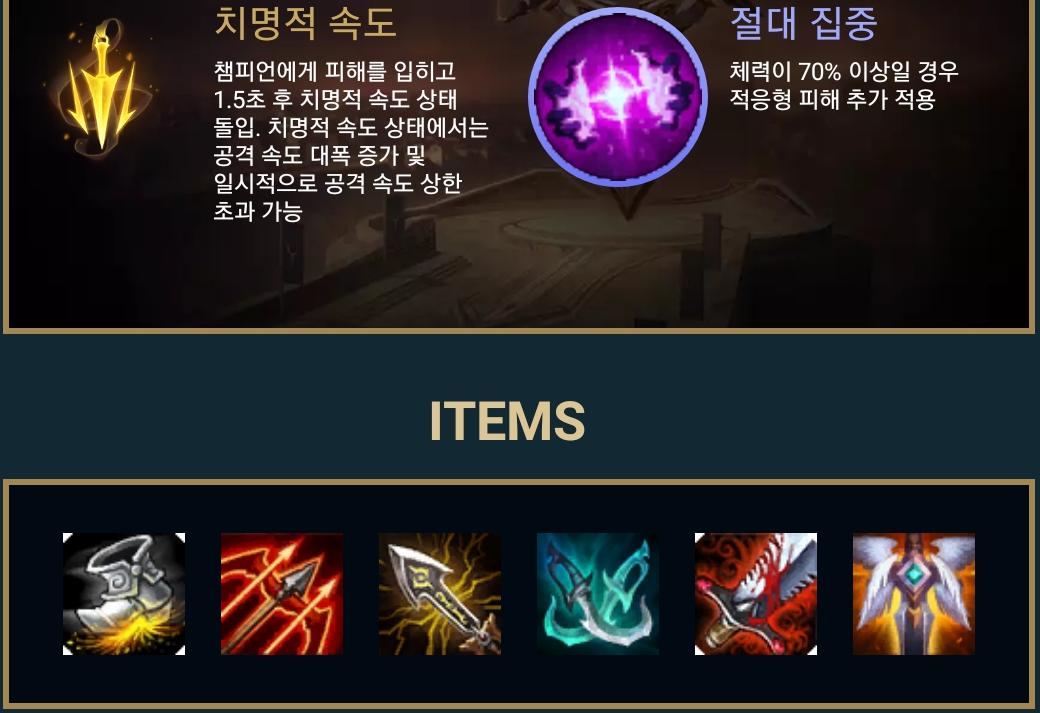 치명적 속도
챔피언에게 피해를 입히고
1.5초 후 치명적 속도 상태
돌입. 치명적 속도 상태에서는
공격 속도 대폭 증가 및
일시적으로 공격 속도 상한
초과 가능
절대 집중
체력이 70% 이상일 경우
적응형 피해 추가 적용
ITEMS